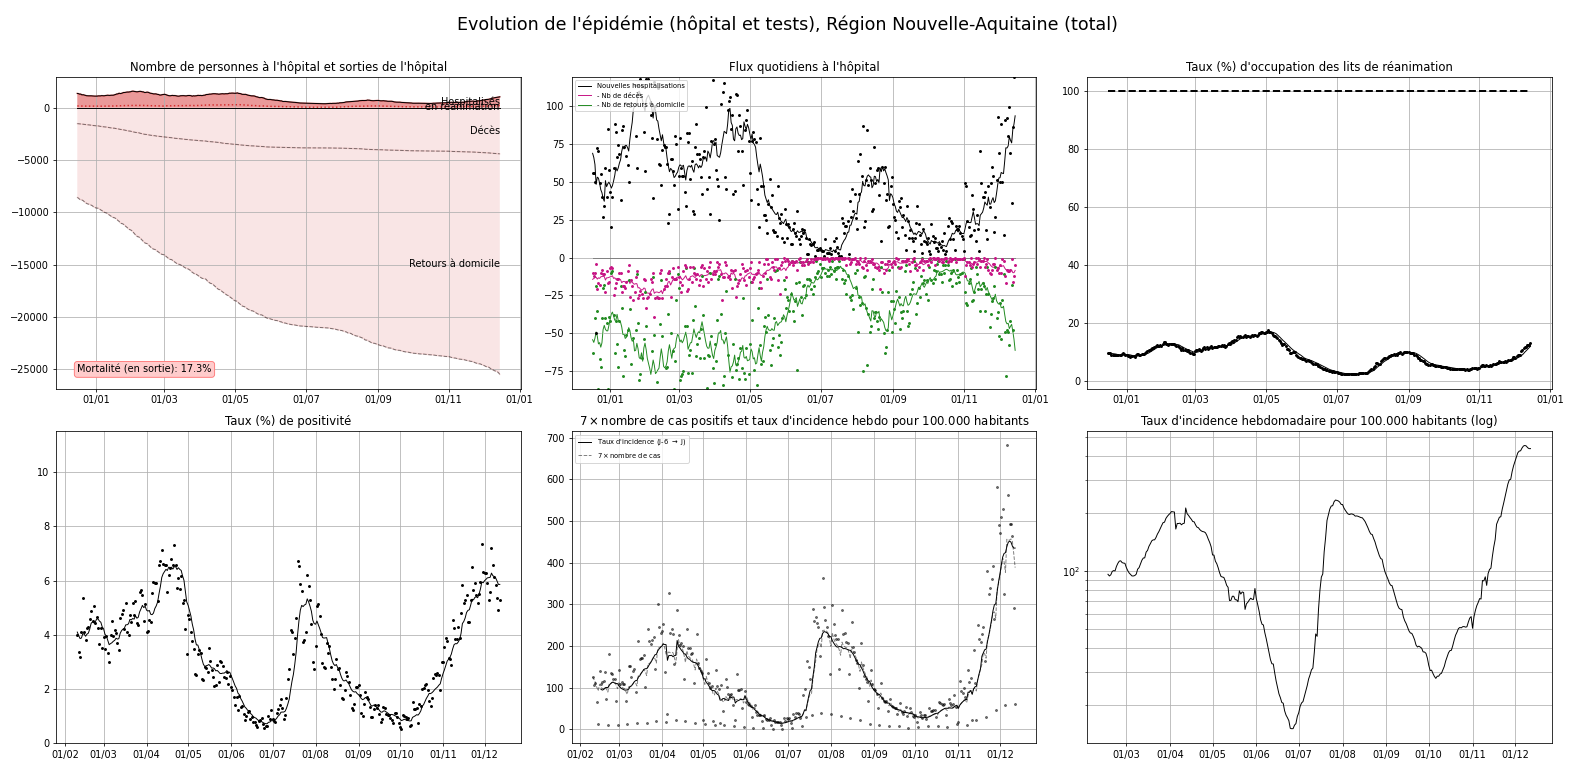 Evolution de l'épidémie (hôpital et tests), Région Nouvelle-Aquitaine (total)
Nombre de personnes à l'hôpital et sorties de l'hôpital
0
−5000
−10000
−15000
−20000
−25000
Hospitalisés
en réanimation
Décès
Retours à domicile
Mortalité (en sortie): 17.3%
01/01 01/03 01/05 01/07 01/09 01/11 01/01
Flux quotidiens à l'hôpital
Nouvelles hospitalisations
- Nb de décès
- Nb de retours à domicile
100
75
50
25
0
−25
−50
−75
01/01 01/03 01/05 01/07 01/09 01/11 01/01
Taux (%) d'occupation des lits de réanimation
100
80
60
40
20
0
01/01 01/03 01/05 01/07 01/09 01/11 01/01
Taux (%) de positivité
10
8
6
4
2
0
01/02 01/03 01/04 01/05 01/06 01/07 01/08 01/09 01/10 01/11 01/12
7 × nombre de cas positifs et taux d'incidence hebdo pour 100.000 habitants
Taux d'incidence (J-6 → J)
7 × nombre de cas
700
600
500
400
300
200
100
0
01/02 01/03 01/04 01/05 01/06 01/07 01/08 01/09 01/10 01/11 01/12
Taux d'incidence hebdomadaire pour 100.000 habitants (log)
10²
01/03 01/04 01/05 01/06 01/07 01/08 01/09 01/10 01/11 01/12